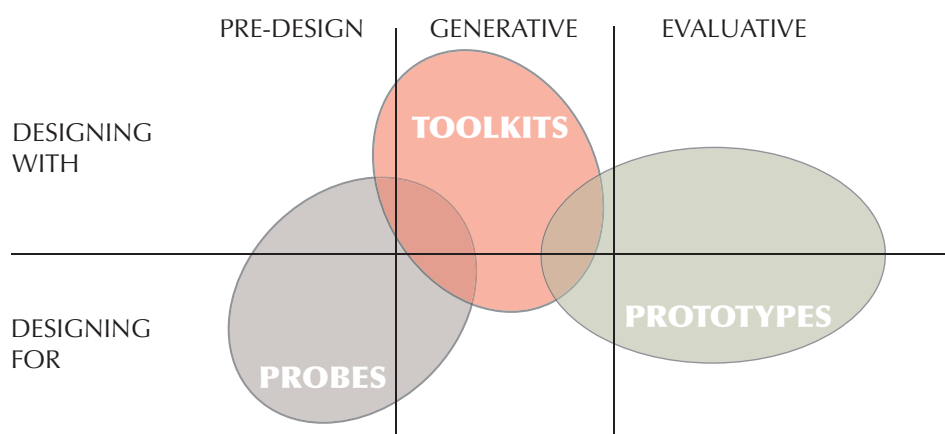 PRE-DESIGN
GENERATIVE
EVALUATIVE
DESIGNING
WITH
TOOLKITS
DESIGNING
FOR
PROBES
PROTOTYPES